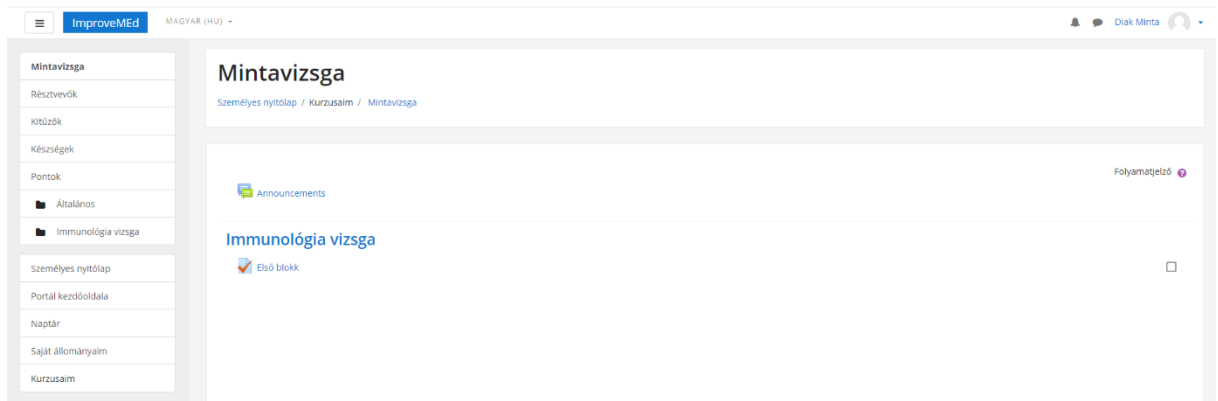 ImproveMEd
MAGYAR (HU)
Diak Minta
Mintavizsga
Résztvevők
Kitűzők
Készségek
Pontok
Általános
Immunológia vizsga
Személyes nyitólap
Portál kezdőoldala
Naptár
Saját állományaim
Kurzusaim
Mintavizsga
Személyes nyitólap / Kurzusaim / Mintavizsga
Folyamatjelző
Announcements
Immunológia vizsga
Első blokk